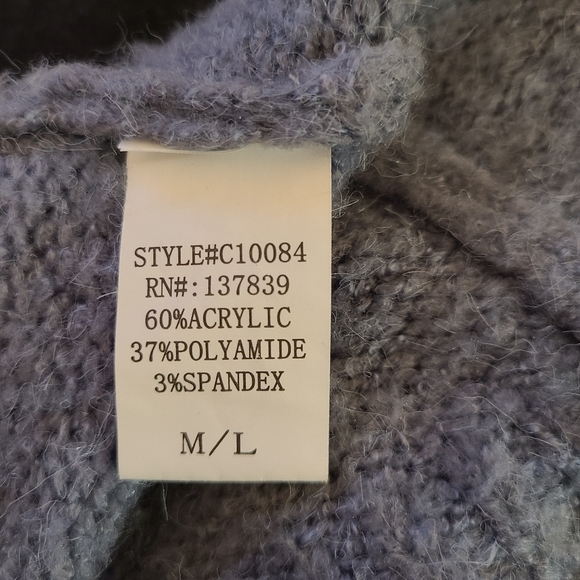 STYLE#C10084
RN#:137839
60%ACRYLIC
37%POLYAMIDE
3%SPANDEX
M/L